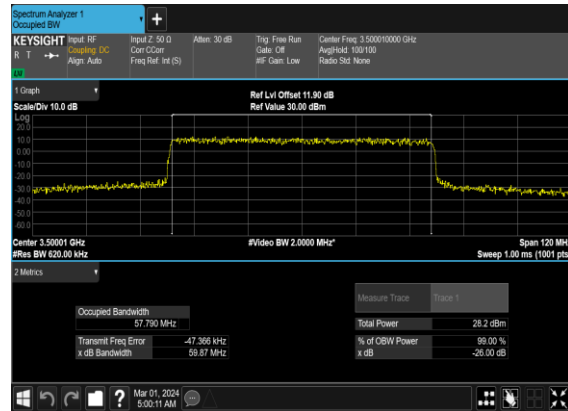 Spectrum Analyzer 1
Occupied BW
+
KEYSIGHT Input: RF Input Z: 50 Ω Atten: 30 dB Trig: Free Run Center Freq: 3.500010000 GHz
R T Coupling: DC Corr CCorr Gate: Off Avg|Hold: 100/100
Align: Auto Freq Ref: Int (S) #IF Gain: Low Radio Std: None
LXI
1 Graph
Ref Lvl Offset 11.90 dB
Scale/Div 10.0 dB Ref Value 30.00 dBm
Log
20.0
10.0
0.00
-10.0
-20.0
-30.0
-40.0
-50.0
-60.0
Center 3.50001 GHz #Video BW 2.0000 MHz* Span 120 MH
#Res BW 620.00 kHz Sweep 1.00 ms (1001 pts
2 Metrics
Measure Trace Trace 1
Occupied Bandwidth
57.790 MHz
Total Power 28.2 dBm
Transmit Freq Error -47.366 kHz % of OBW Power 99.00 %
x dB Bandwidth 59.87 MHz x dB -26.00 dB
? Mar 01, 2024
5:00:11 AM